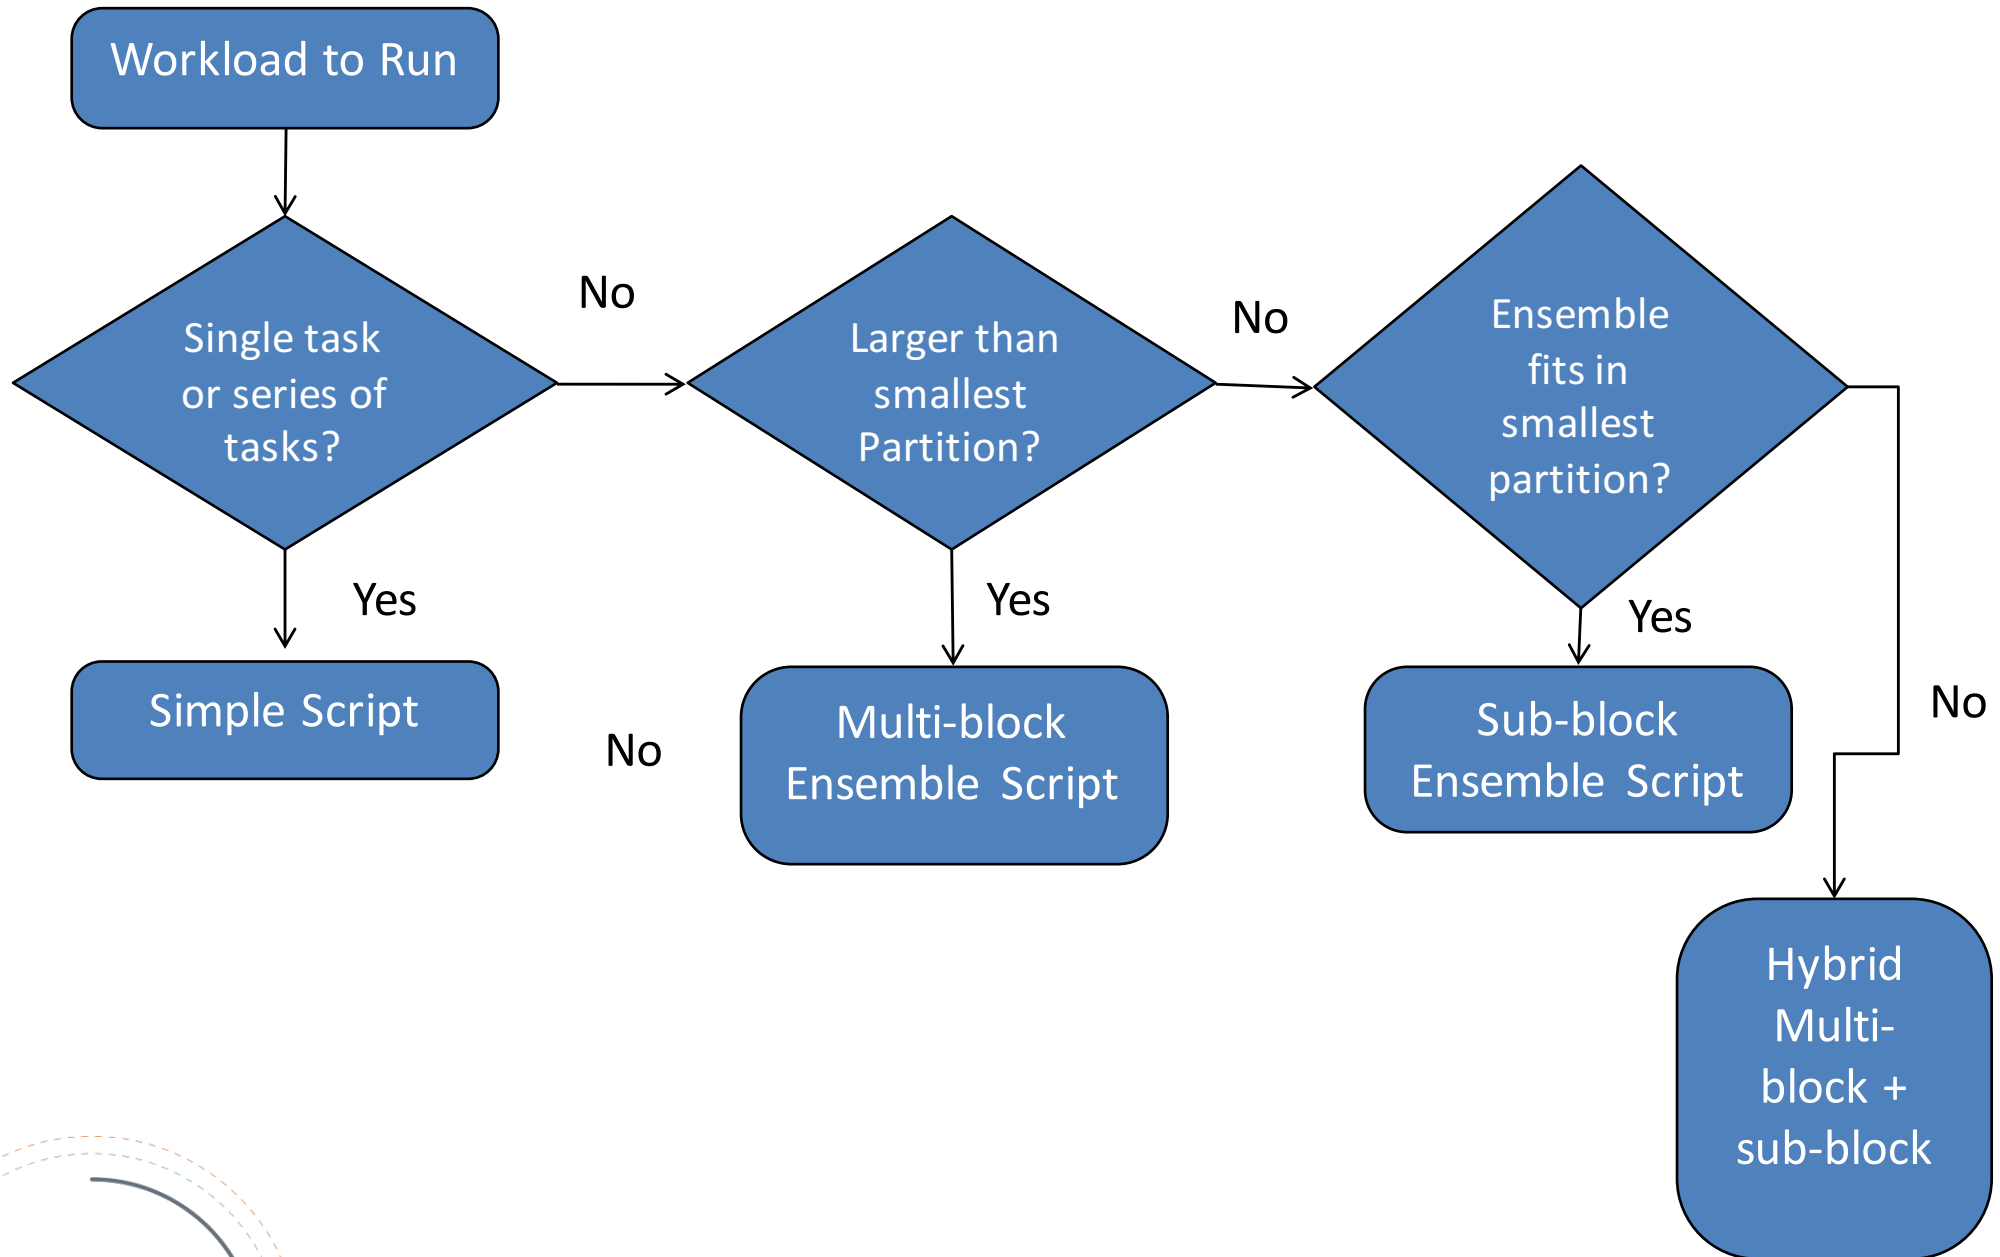 Workload to Run
Single task
or series of
tasks?
No
Larger than
smallest
Partition?
No
Ensemble
fits in
smallest
partition?
Yes
Yes
Yes
No
Simple Script
No
Multi-block
Ensemble Script
Sub-block
Ensemble Script
Hybrid
Multi-
block +
sub-block